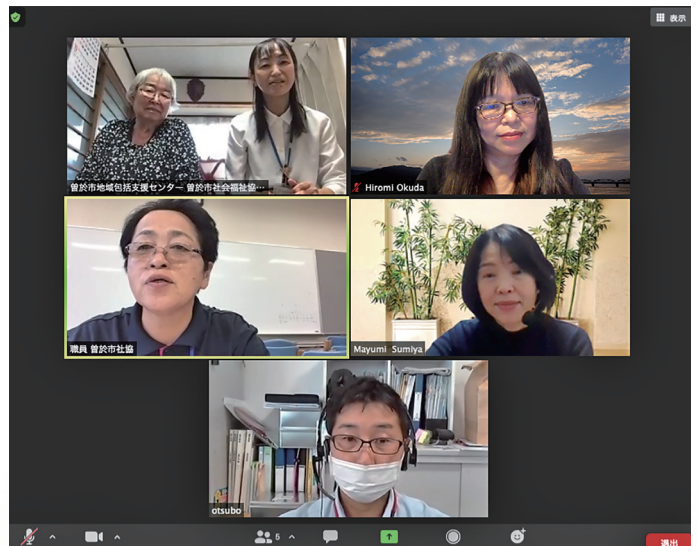 表示
曽於市地域包括支援センター 曽於市社会福祉協…
Hiromi Okuda
職員 曽於市社協
Mayumi Sumiya
otsubo
6
退出